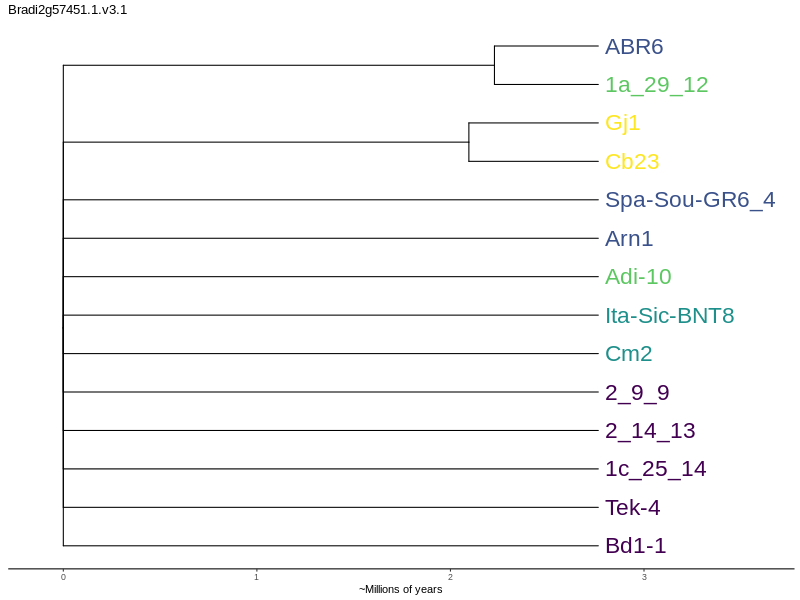 Bradi2g57451.1.v3.1
ABR6
1a_29_12
Gj1
Cb23
Spa-Sou-GR6_4
Arn1
Adi-10
Ita-Sic-BNT8
Cm2
2_9_9
2_14_13
1c_25_14
Tek-4
Bd1-1
0 1 2 3
~Millions of years